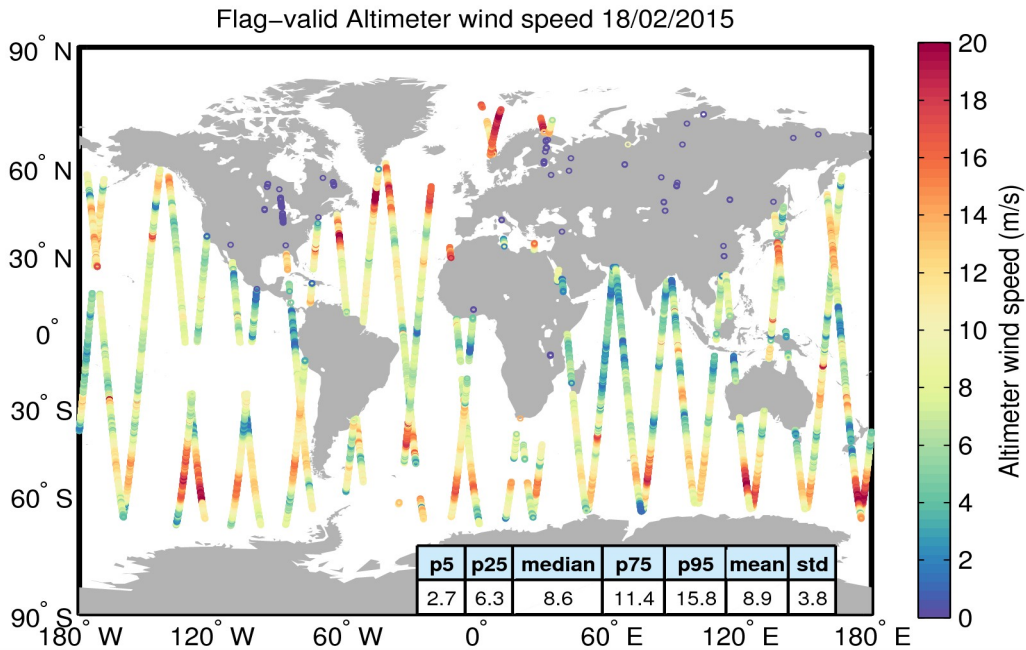 Flag−valid Altimeter wind speed 18/02/2015
90° N
60° N
30° N
0°
30° S
60° S
90° S
180° W
120° W
60° W
0°
60° E
120° E
180° E
p5 p25 median p75 p95 mean std
2.7 6.3 8.6 11.4 15.8 8.9 3.8
20
18
16
14
12
10
8
6
4
2
0
Altimeter wind speed (m/s)